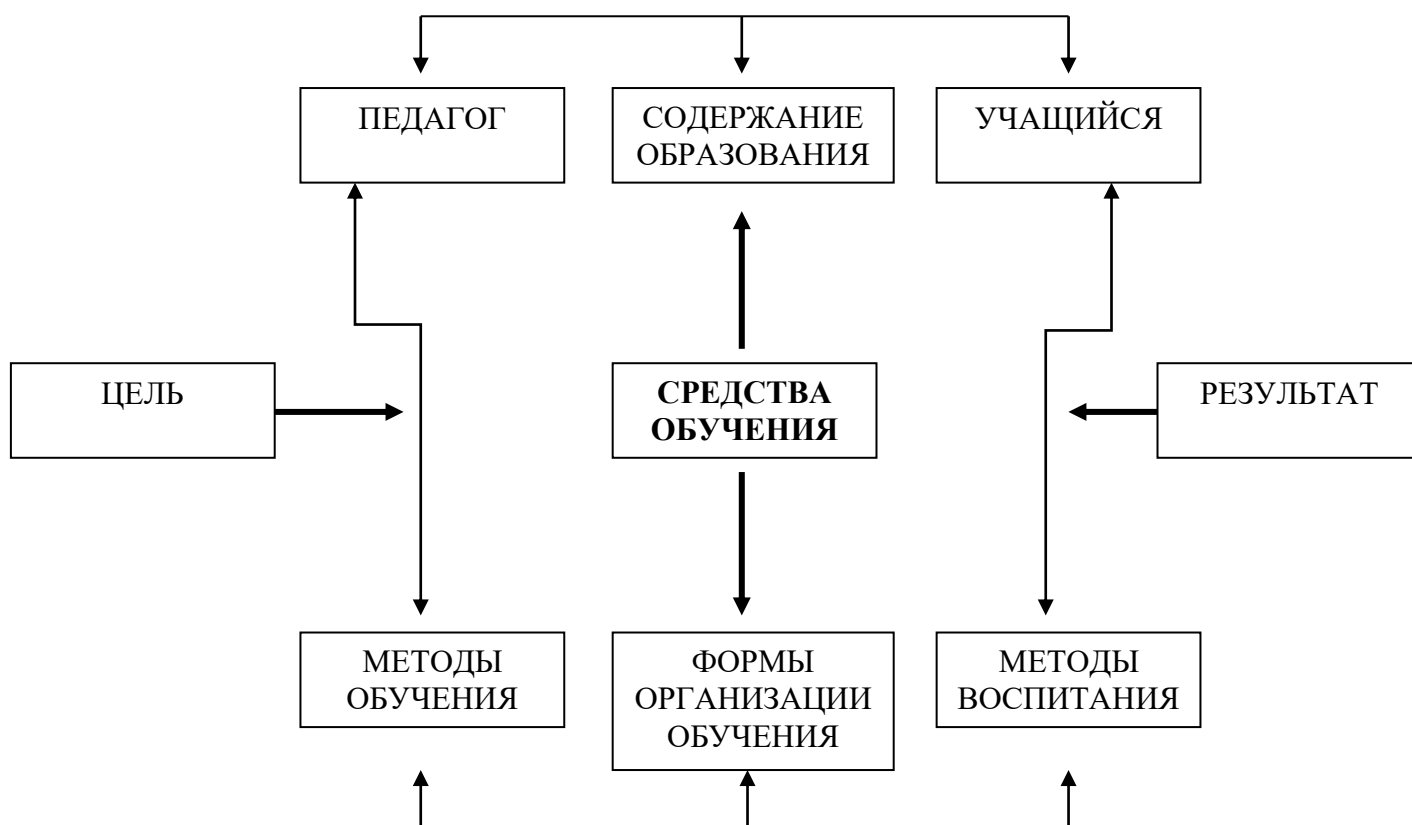 ПЕДАГОГ
СОДЕРЖАНИЕ
ОБРАЗОВАНИЯ
УЧАЩИЙСЯ
ЦЕЛЬ
СРЕДСТВА
ОБУЧЕНИЯ
РЕЗУЛЬТАТ
МЕТОДЫ
ОБУЧЕНИЯ
ФОРМЫ
ОРГАНИЗАЦИИ
ОБУЧЕНИЯ
МЕТОДЫ
ВОСПИТАНИЯ